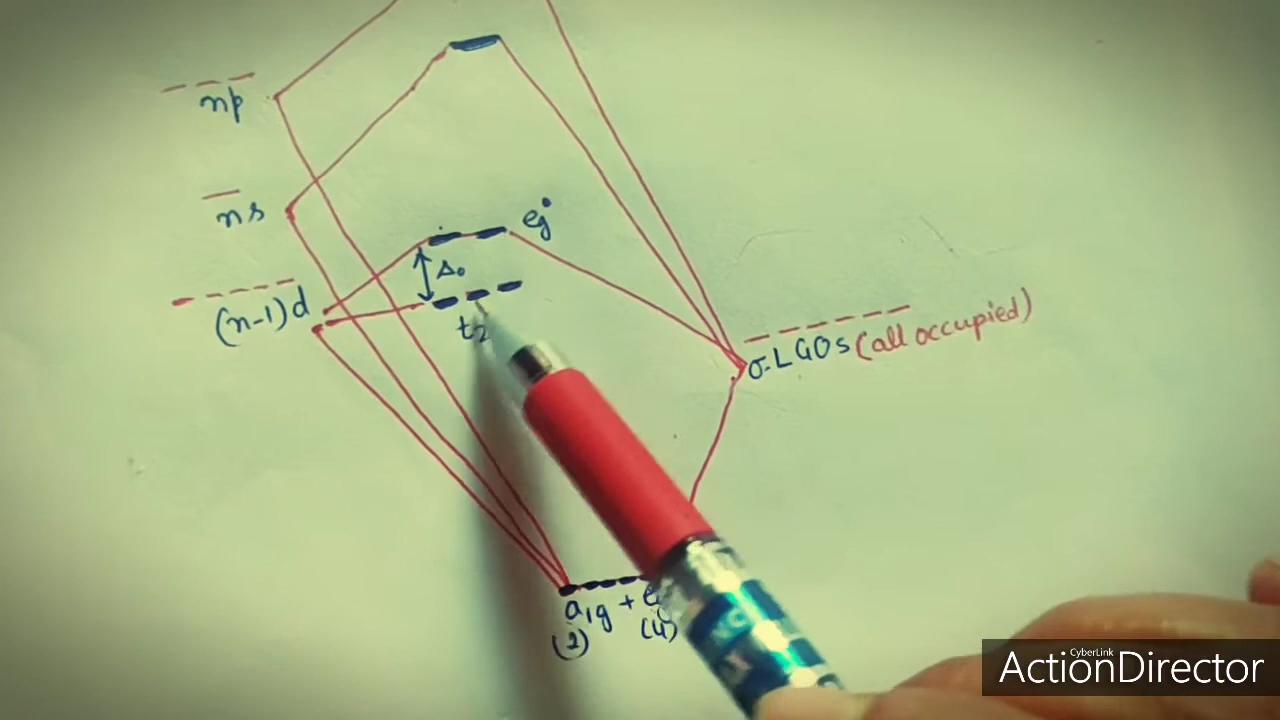 np
ns
eg*
Δ₀
(n-1)d
t2
σ-LGOs (all occupied)
a1g + e
(2) (4)
CyberLink
ActionDirector